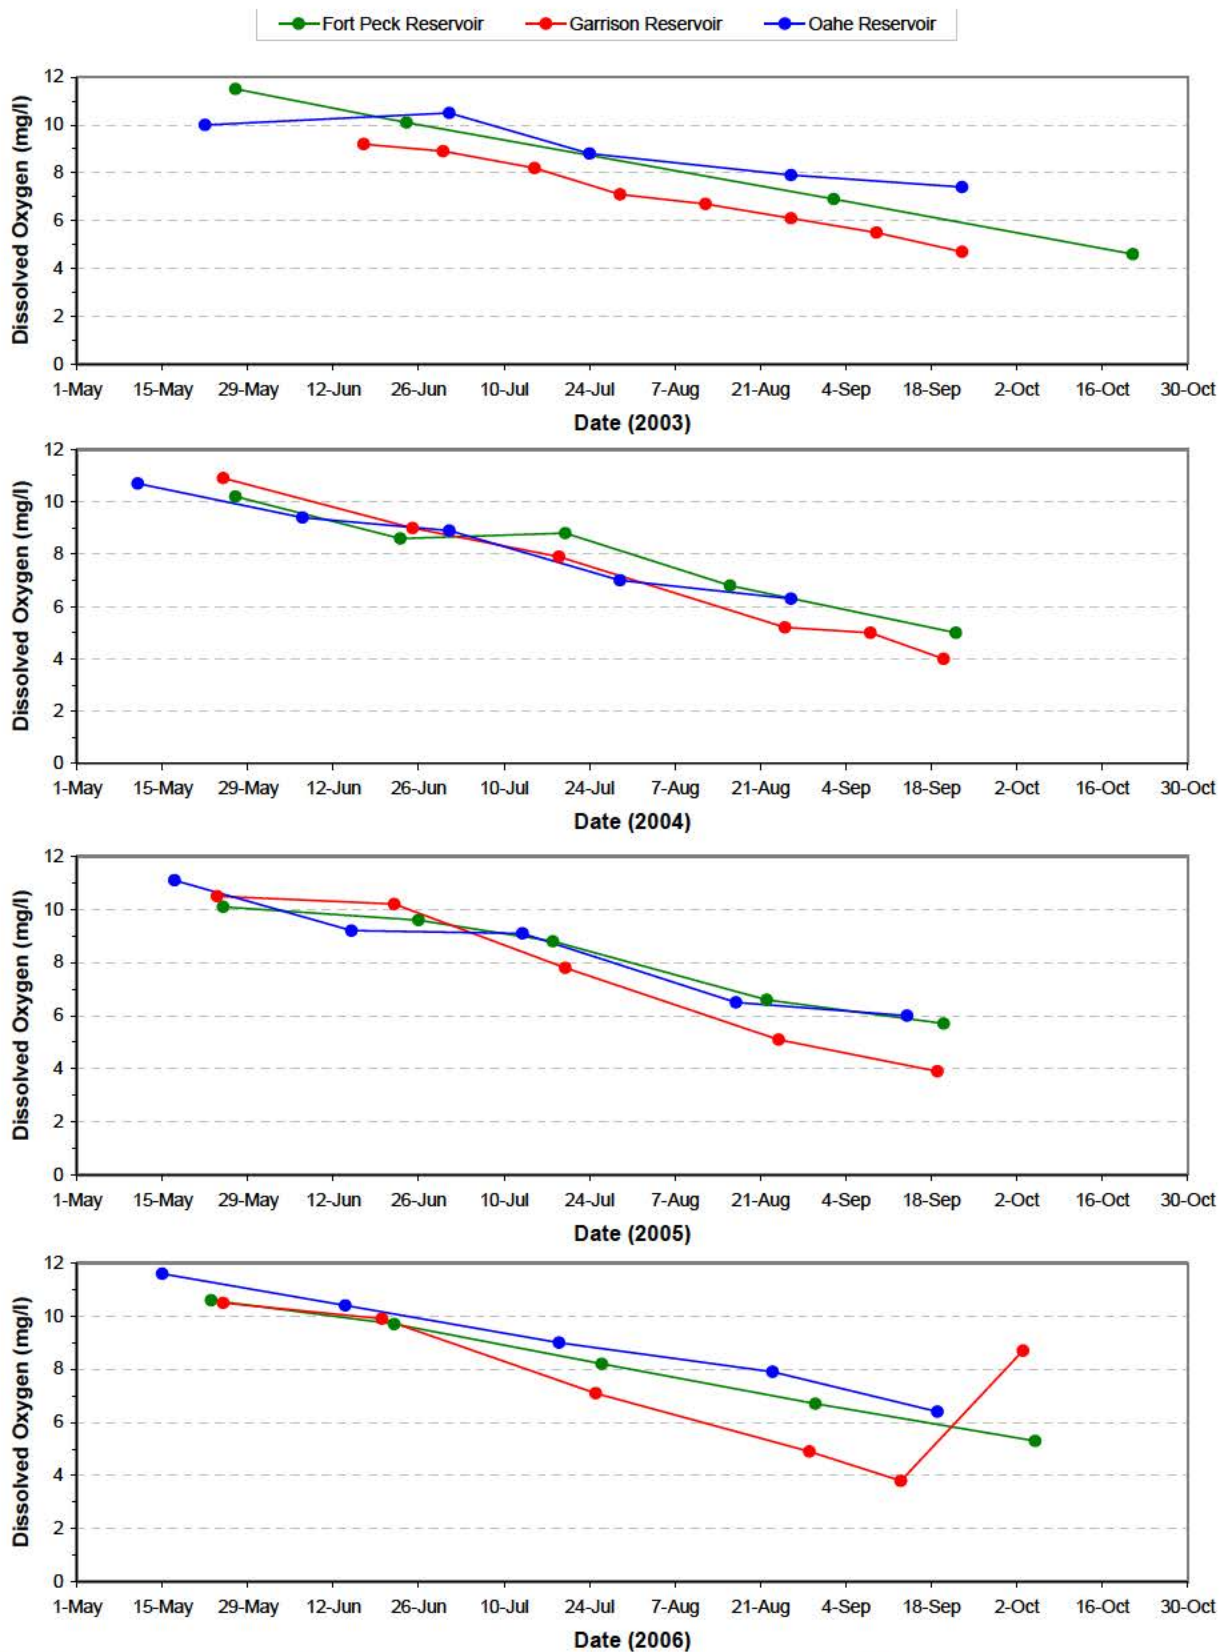 Fort Peck Reservoir Garrison Reservoir Oahe Reservoir
Dissolved Oxygen (mg/l)
12
10
8
6
4
2
0
1-May 15-May 29-May 12-Jun 26-Jun 10-Jul 24-Jul 7-Aug 21-Aug 4-Sep 18-Sep 2-Oct 16-Oct 30-Oct
Date (2003)
Dissolved Oxygen (mg/l)
12
10
8
6
4
2
0
1-May 15-May 29-May 12-Jun 26-Jun 10-Jul 24-Jul 7-Aug 21-Aug 4-Sep 18-Sep 2-Oct 16-Oct 30-Oct
Date (2004)
Dissolved Oxygen (mg/l)
12
10
8
6
4
2
0
1-May 15-May 29-May 12-Jun 26-Jun 10-Jul 24-Jul 7-Aug 21-Aug 4-Sep 18-Sep 2-Oct 16-Oct 30-Oct
Date (2005)
Dissolved Oxygen (mg/l)
12
10
8
6
4
2
0
1-May 15-May 29-May 12-Jun 26-Jun 10-Jul 24-Jul 7-Aug 21-Aug 4-Sep 18-Sep 2-Oct 16-Oct 30-Oct
Date (2006)